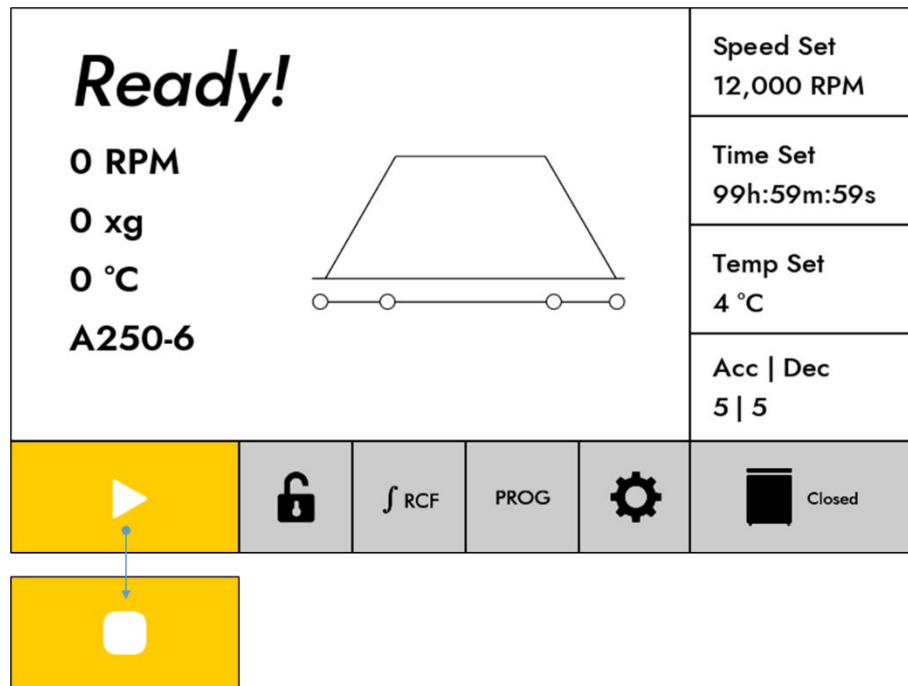 Ready!
0 RPM
0 xg
0 °C
A250-6
Speed Set
12,000 RPM
Time Set
99h:59m:59s
Temp Set
4 °C
Acc | Dec
5 | 5
∫ RCF
PROG
Closed